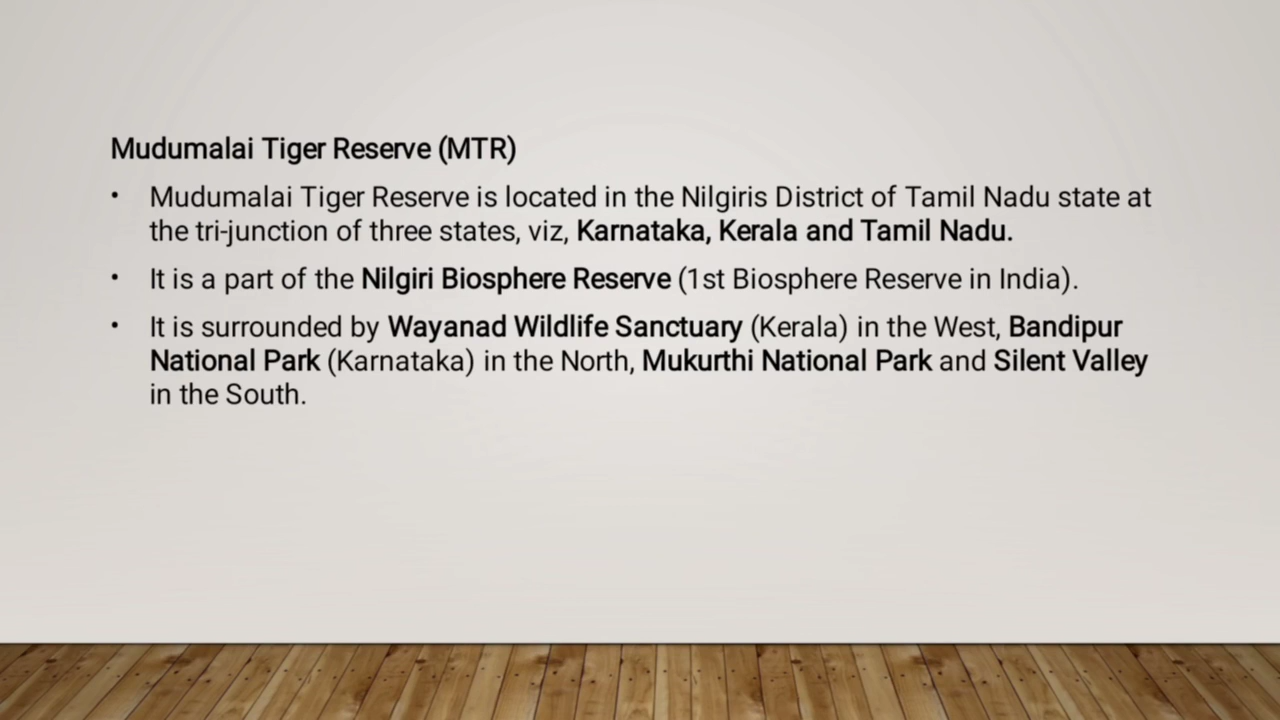 Mudumalai Tiger Reserve (MTR)
• Mudumalai Tiger Reserve is located in the Nilgiris District of Tamil Nadu state at
the tri-junction of three states, viz, Karnataka, Kerala and Tamil Nadu.
• It is a part of the Nilgiri Biosphere Reserve (1st Biosphere Reserve in India).
• It is surrounded by Wayanad Wildlife Sanctuary (Kerala) in the West, Bandipur
National Park (Karnataka) in the North, Mukurthi National Park and Silent Valley
in the South.